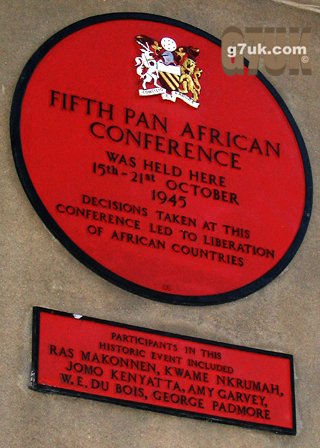 g7uk.com
G7UK©
FIFTH PAN AFRICAN
CONFERENCE
WAS HELD HERE
15th - 21st OCTOBER
1945
DECISIONS TAKEN AT THIS
CONFERENCE LED TO LIBERATION
OF AFRICAN COUNTRIES
PARTICIPANTS IN THIS
HISTORIC EVENT INCLUDED
RAS MAKONNEN, KWAME NKRUMAH,
JOMO KENYATTA, AMY GARVEY,
W. E. DU BOIS, GEORGE PADMORE